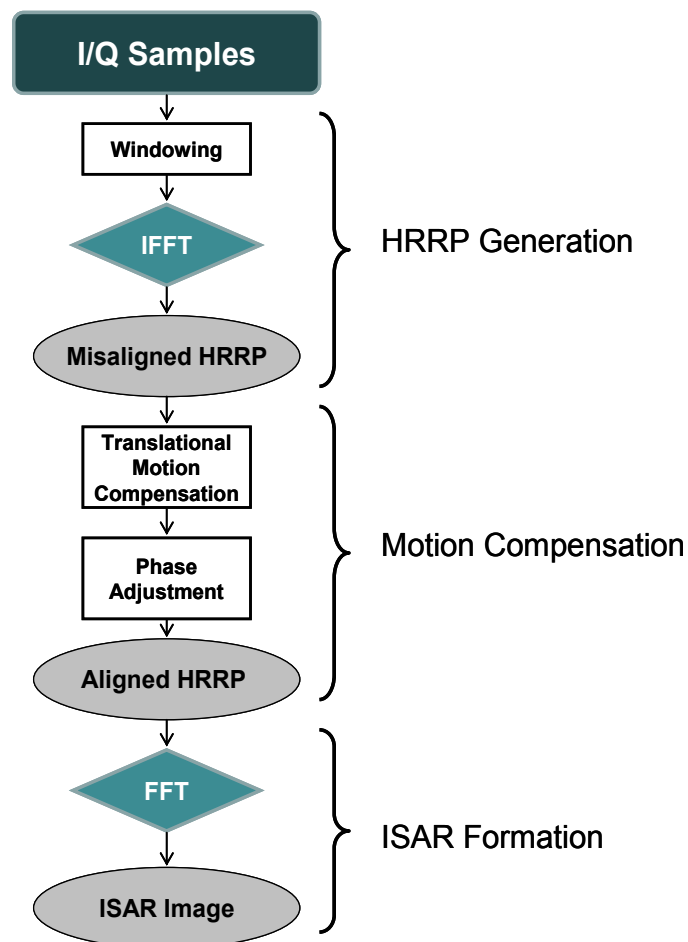 I/Q Samples
Windowing
IFFT
HRRP Generation
Misaligned HRRP
Translational
Motion
Compensation
Motion Compensation
Phase
Adjustment
Aligned HRRP
FFT
ISAR Formation
ISAR Image